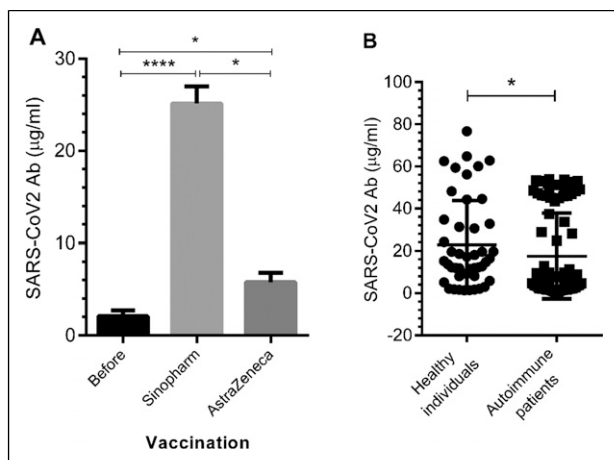 A
SARS-CoV2 Ab (μg/ml)
30
20
10
0
*
****
*
Before
Sinopharm
AstraZeneca
Vaccination
B
SARS-CoV2 Ab (μg/ml)
100
80
60
40
20
0
-20
*
Healthy
individuals
Autoimmune
patients